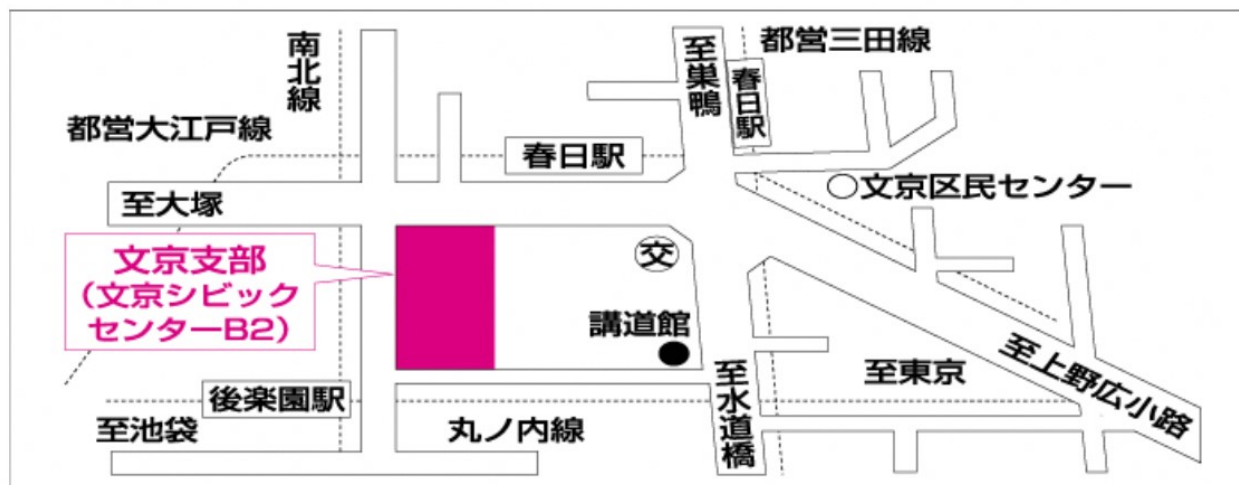 南北線
都営三田線
至巣鴨
春日駅
都営大江戸線
春日駅
至大塚
文京区民センター
文京支部
（文京シビック
センターB2）
交
講道館
至上野広小路
至東京
至水道橋
後楽園駅
至池袋
丸ノ内線